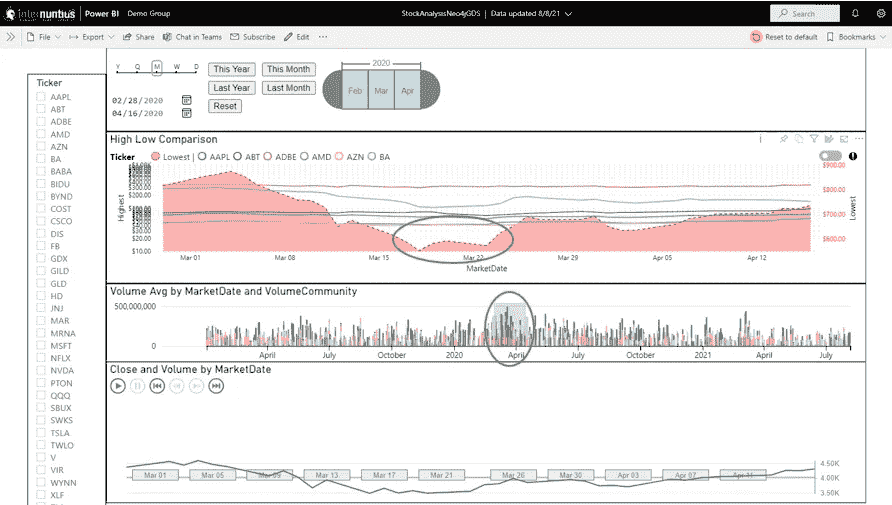 internuntius Power BI Demo Group StockAnalysisNeo4jGDS | Data updated 8/8/21 Search
File Export Share Chat in Teams Subscribe Edit ... Reset to default Bookmarks
Y Q M W D
This Year This Month
Last Year Last Month
Reset
02/28/2020
04/16/2020
2020
Feb Mar Apr
Ticker
AAPL
ABT
ADBE
AMD
AZN
BA
BABA
BIDU
BYND
COST
CSCO
DIS
FB
GDX
GILD
GLD
HD
JNJ
MAR
MRNA
MSFT
NFLX
NVDA
PTON
QQQ
SBUX
SWKS
TSLA
TWLO
V
VIR
WYNN
XLF
High Low Comparison
Ticker Lowest | AAPL ABT ADBE AMD AZN BA
Highest
$300.00
$200.00
$30.00
$20.00
$10.00
$900.00
$800.00
$700.00
$600.00
Lowest
Mar 01 Mar 08 Mar 15 Mar 22 Mar 29 Apr 05 Apr 12
MarketDate
Volume Avg by MarketDate and VolumeCommunity
500,000,000
0
April July October 2020 April July October 2021 April July
Close and Volume by MarketDate
4.50K
4.00K
3.50K
Mar 01 Mar 05 Mar 09 Mar 13 Mar 17 Mar 21 Mar 26 Mar 30 Apr 03 Apr 07 Apr 11